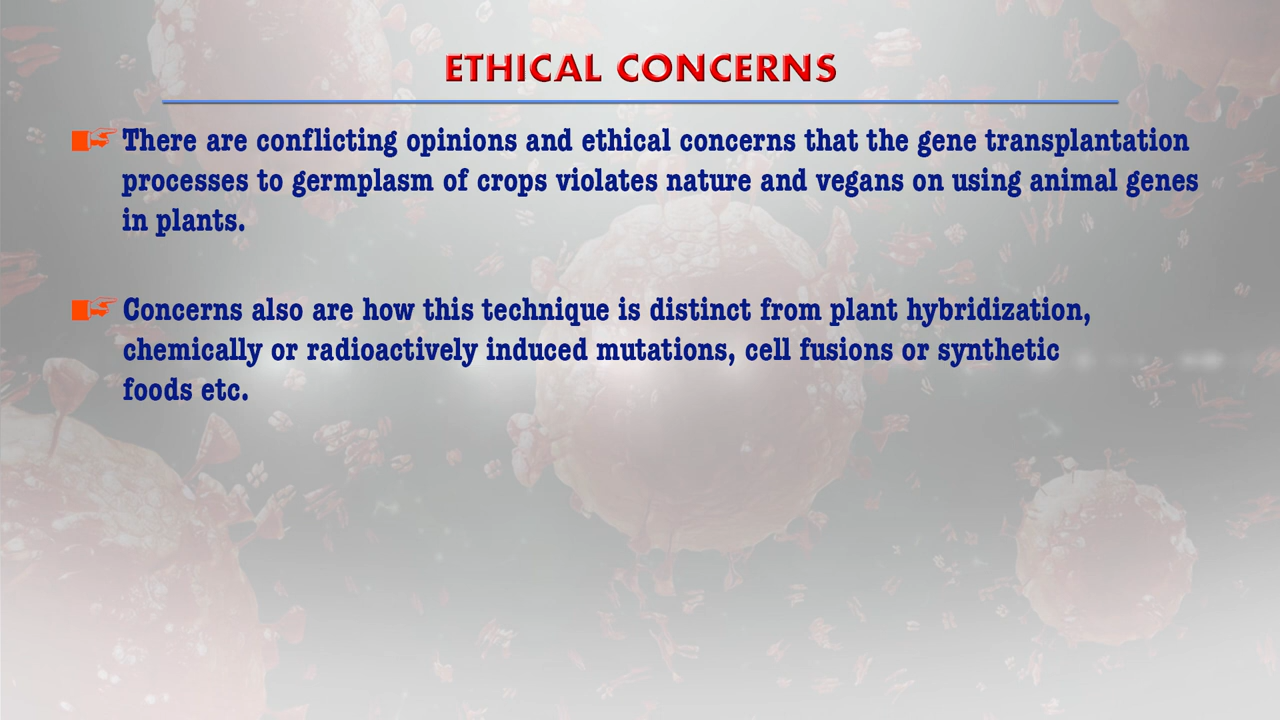 ETHICAL CONCERNS
There are conflicting opinions and ethical concerns that the gene transplantation
processes to germplasm of crops violates nature and vegans on using animal genes
in plants.
Concerns also are how this technique is distinct from plant hybridization,
chemically or radioactively induced mutations, cell fusions or synthetic
foods etc.